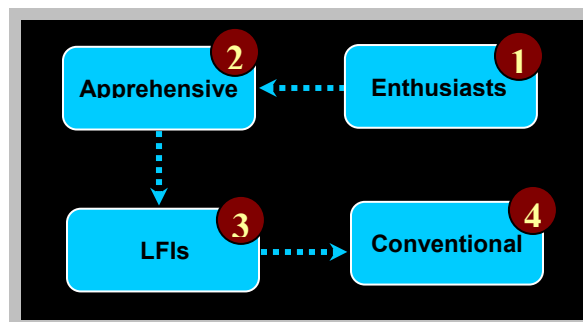 2
1
Apprehensive
Enthusiasts
3
4
LFIs
Conventional